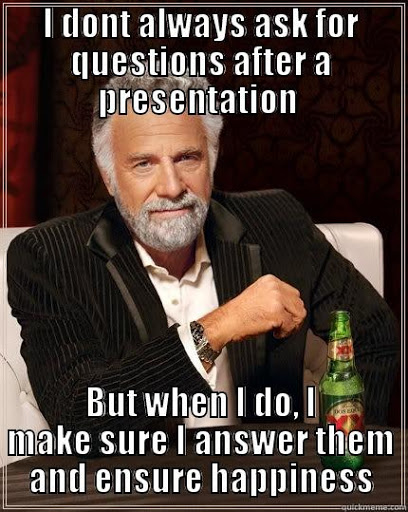 I dont always ask for
questions after a
presentation
XX
But when I do, I
make sure I answer them
and ensure happiness
quickmeme.com